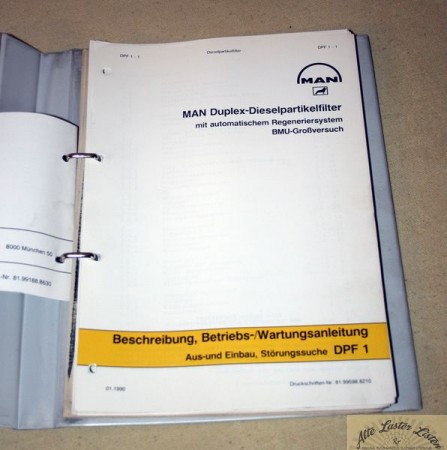 DPF 1 - 1
Dieselpartikelfilter
DPF 1 - 1
MAN
MAN Duplex-Dieselpartikelfilter
mit automatischem Regeneriersystem
BMU-Großversuch
8000 München 50
-Nr. 81.99186.8630
Beschreibung, Betriebs-/Wartungsanleitung
Aus-und Einbau, Störungssuche DPF 1
01.1990
Druckschriften-Nr. 81.99598.8210
Alte Laster Listen